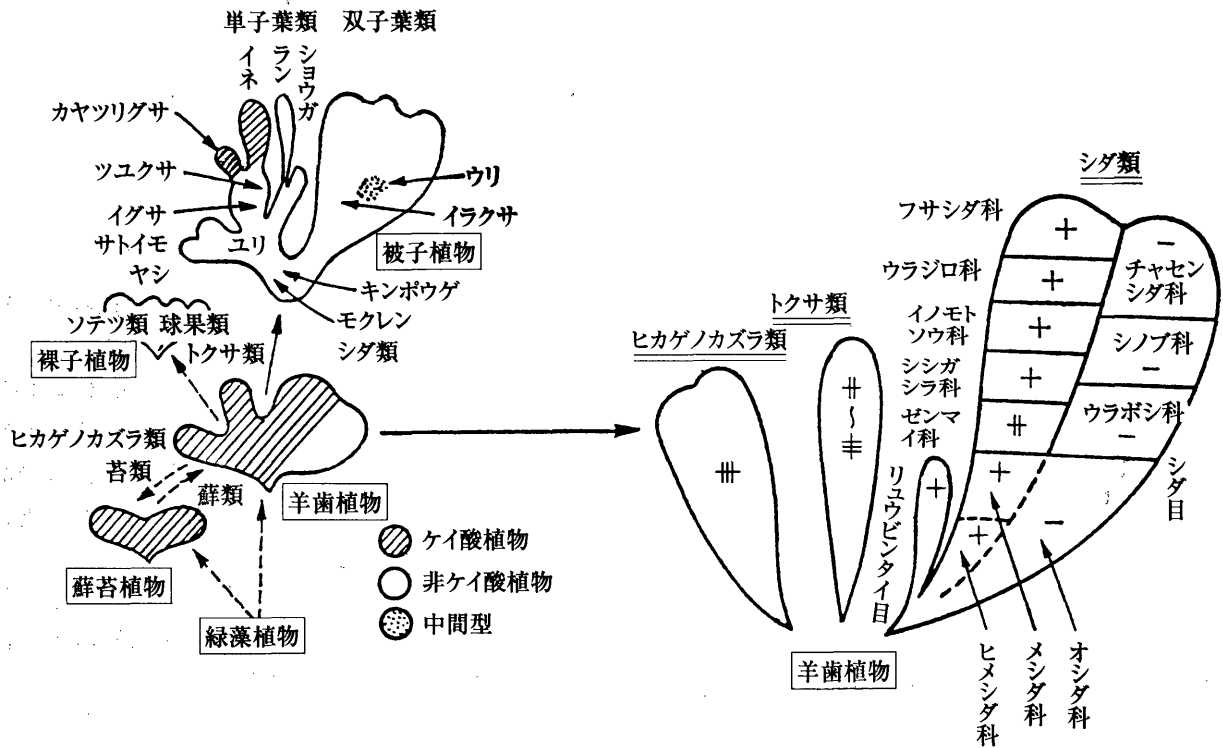 単子葉類 双子葉類
イネ
ラン
ショウガ
カヤツリグサ
ツユクサ
イグサ
サトイモ
ヤシ
ユリ
ウリ
イラクサ
被子植物
キンポウゲ
モクレン
ソテツ類 球果類
裸子植物
トクサ類
シダ類
ヒカゲノカズラ類
苔類
蘚類
羊歯植物
蘚苔植物
緑藻植物
ケイ酸植物
非ケイ酸植物
中間型
ヒカゲノカズラ類
卌
トクサ類
シダ類
フサシダ科
+
ウラジロ科
+
イノモト
ソウ科
+
シシガ
シラ科
+
ゼンマ
イ科
−
チャセン
シダ科
シノブ科
−
ウラボシ科
−
シダ目
リュウビンタイ目
+
+
+
−
羊歯植物
ヒメシダ科
メシダ科
オシダ科